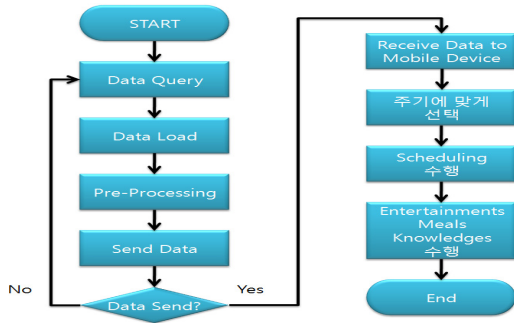 START
Data Query
Data Load
Pre-Processing
Send Data
Data Send?
No
Yes
Receive Data to
Mobile Device
주기에 맞게
선택
Scheduling
수행
Entertainments
Meals
Knowledges
수행
End